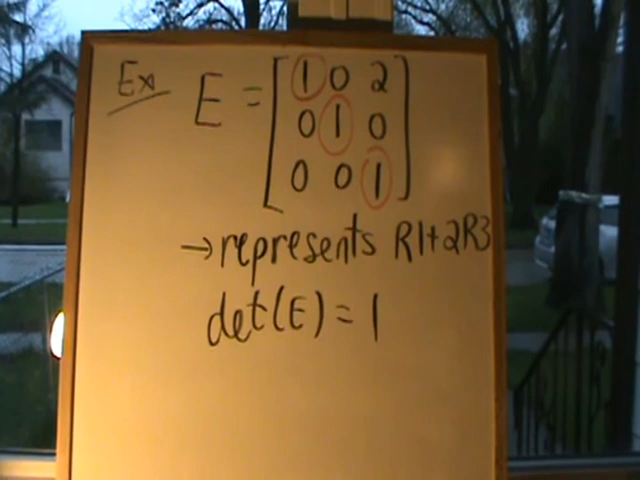 Ex E = [1 0 2
0 1 0
0 0 1]
→ represents R1+2R3
det(E) = 1